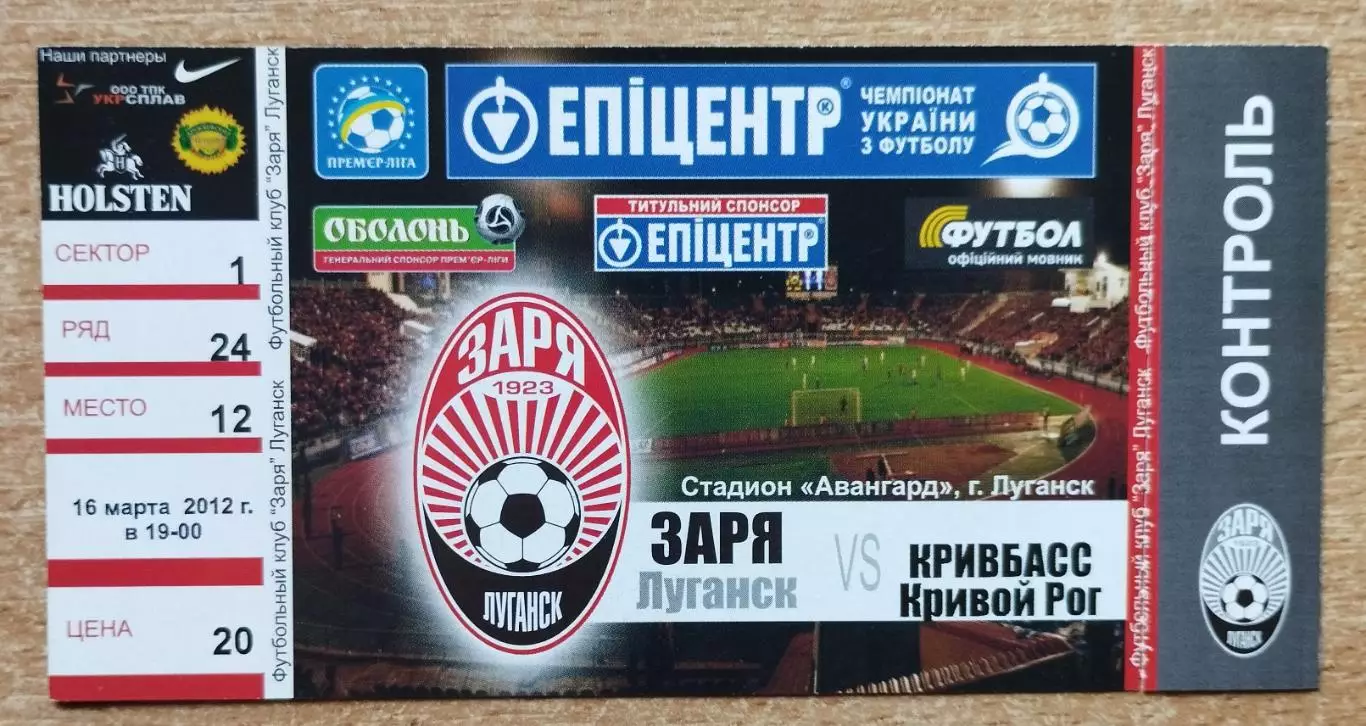 Наши партнеры
ООО ТПК
УКРСПЛАВ
HOLSTEN
СЕКТОР
1
РЯД
24
МЕСТО
12
16 марта 2012 г.
в 19-00
ЦЕНА
20
Футбольный клуб "Заря" Луганск
Футбольный клуб "Заря" Луганск
ПРЕМ'ЄР-ЛІГА
ЕПІЦЕНТР К
ЧЕМПІОНАТ
УКРАЇНИ
З ФУТБОЛУ
ОБОЛОНЬ
ГЕНЕРАЛЬНИЙ СПОНСОР ПРЕМ'ЄР-ЛІГИ
ТИТУЛЬНИЙ СПОНСОР
ЕПІЦЕНТР К
ФУТБОЛ
офіційний мовник
ЗАРЯ
1923
ЛУГАНСК
Стадион «Авангард», г. Луганск
ЗАРЯ
Луганск
VS
КРИВБАСС
Кривой Рог
Футбольный клуб "Заря" Луганск
Футбольный клуб "Заря" Луганск
КОНТРОЛЬ
ЗАРЯ
1923
ЛУГАНСК